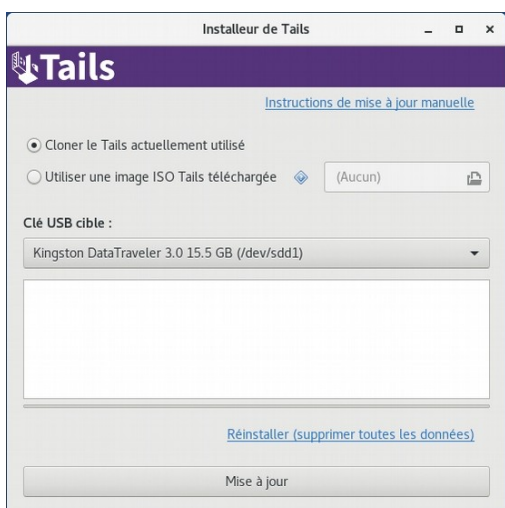 Installeur de Tails
Tails
Instructions de mise à jour manuelle
Cloner le Tails actuellement utilisé
Utiliser une image ISO Tails téléchargée (Aucun)
Clé USB cible :
Kingston DataTraveler 3.0 15.5 GB (/dev/sdd1)
Réinstaller (supprimer toutes les données)
Mise à jour